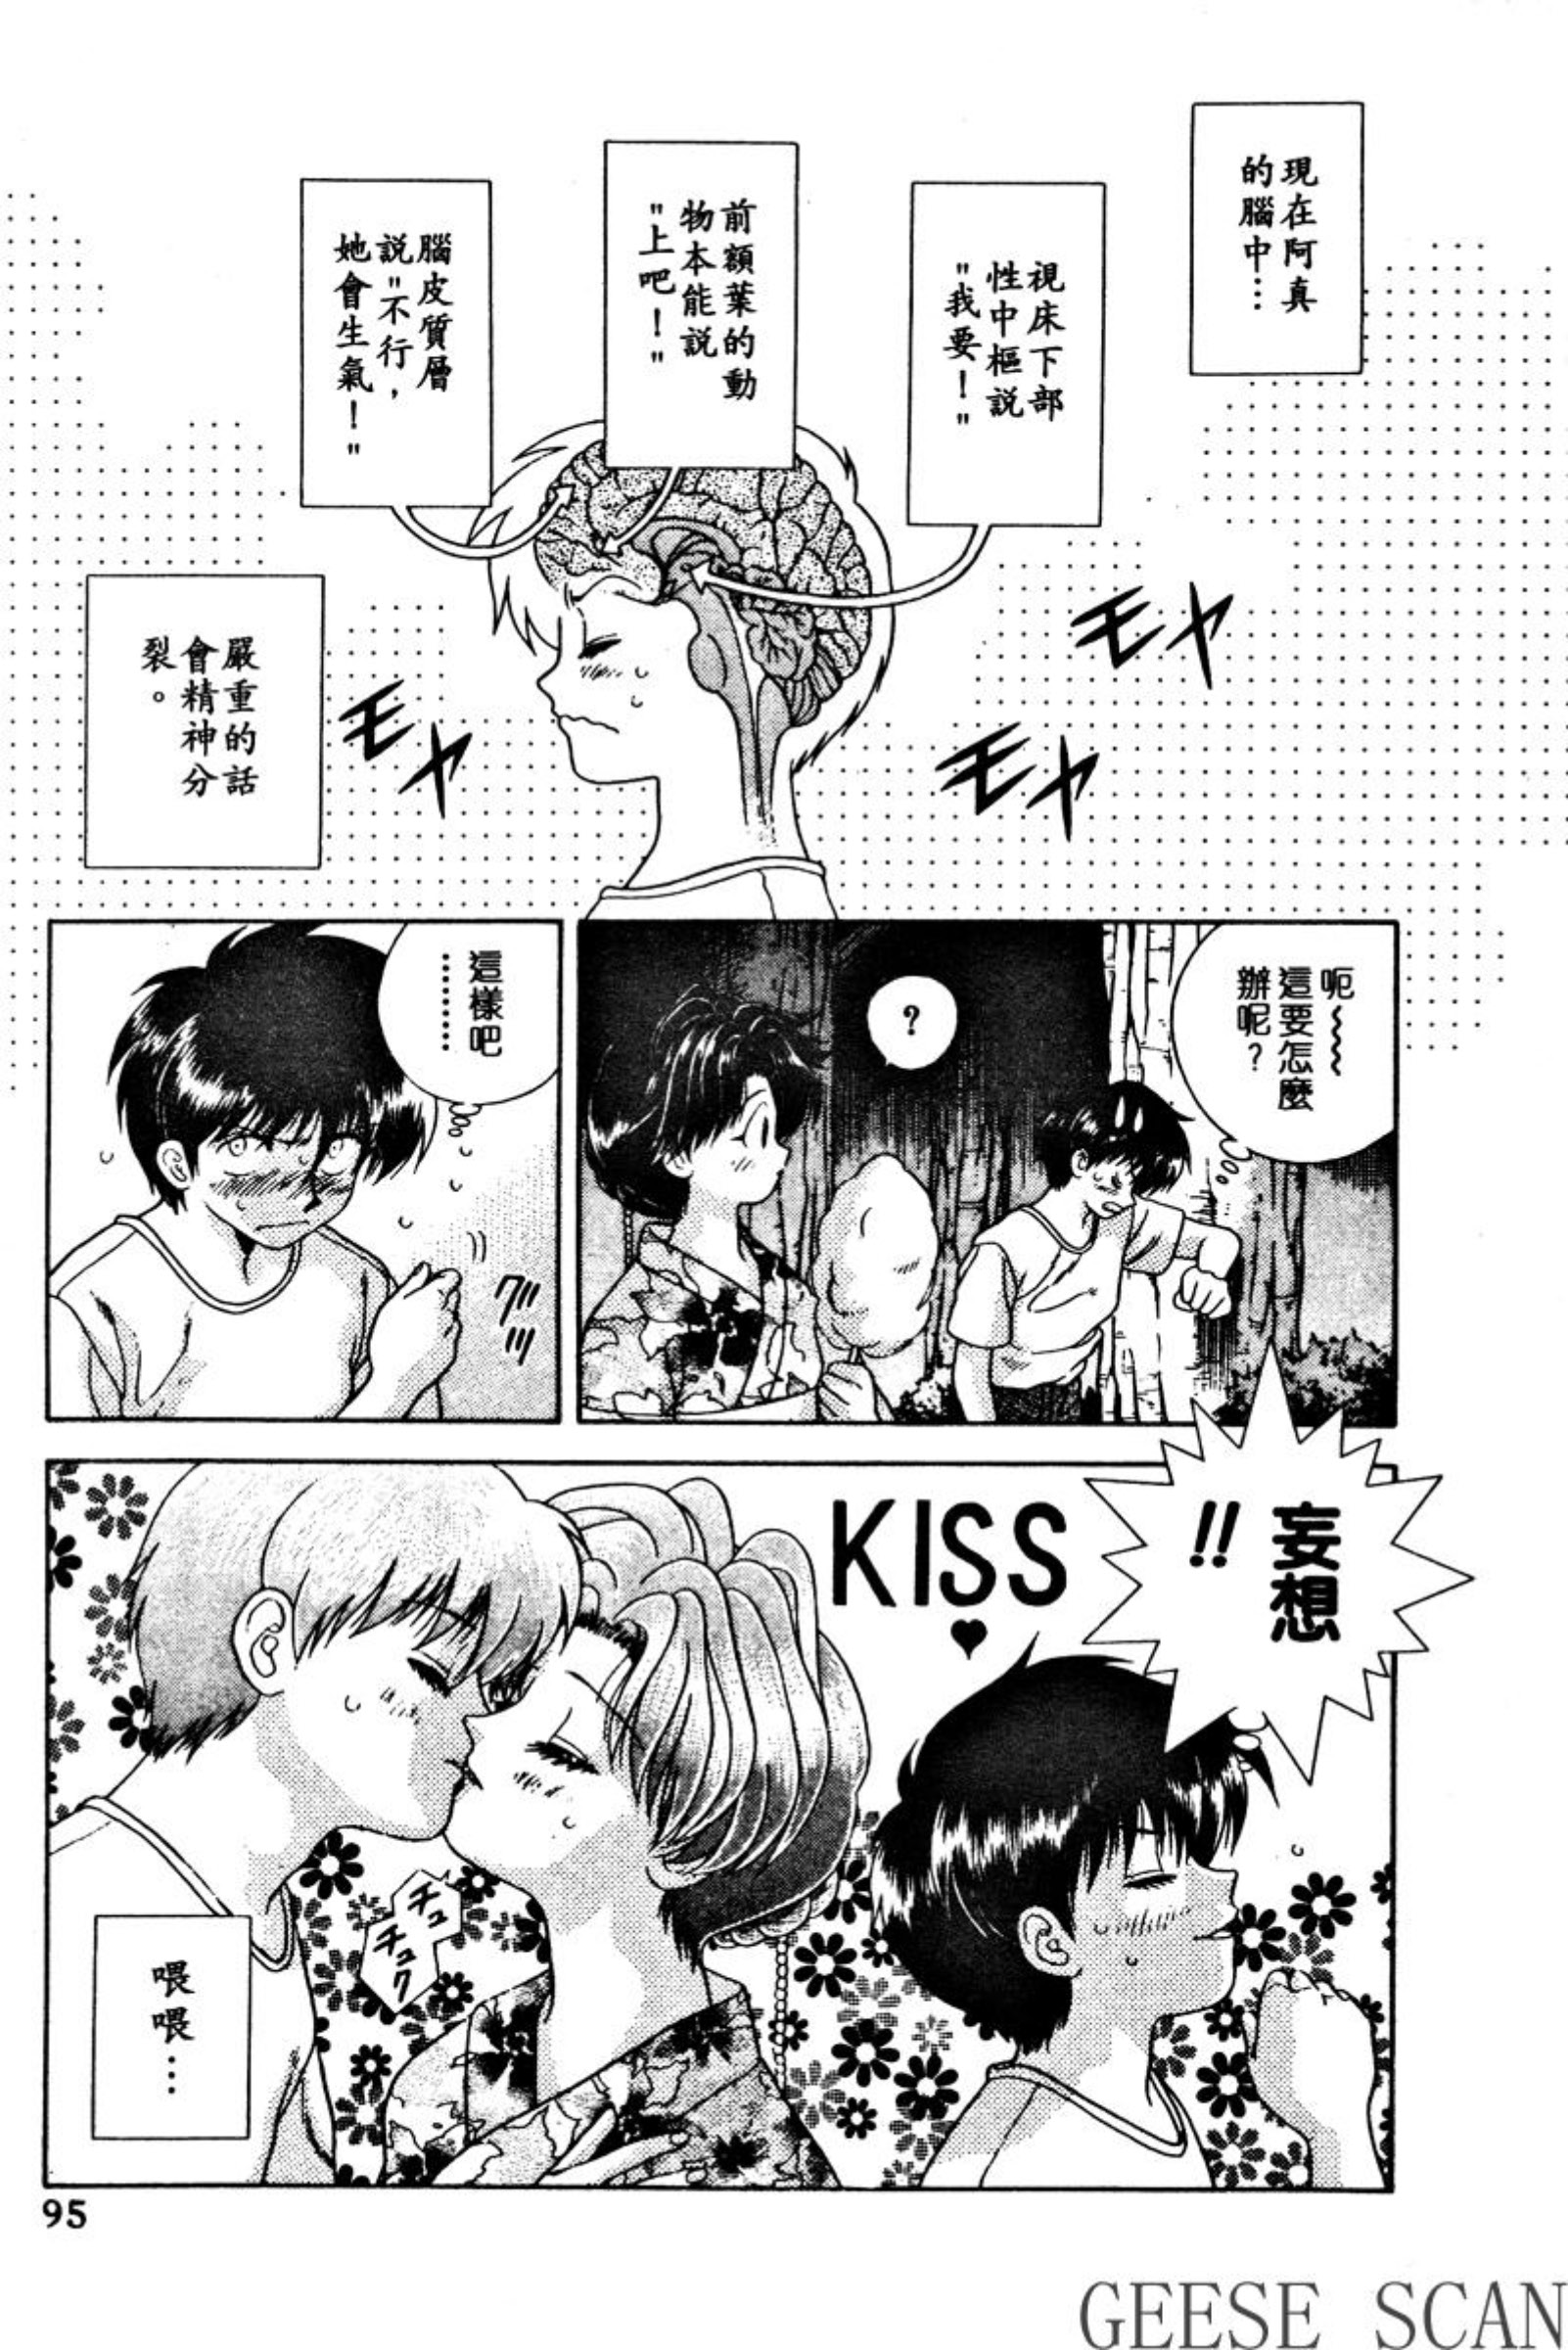 現在阿真
的腦中…
視床下部
性中樞説
"我要！"
前額葉的動
物本能説
"上吧！"
腦皮質層
説"不行，
她會生氣！"
モヤ
モヤ
モヤ
嚴重的話
會精神分
裂。
呃~~~~
這要怎麼
辦呢？
？
這樣吧
………
グッ
妄想
!!
KISS
♥
チュ
チュク
喂喂…
95
GEESE SCAN